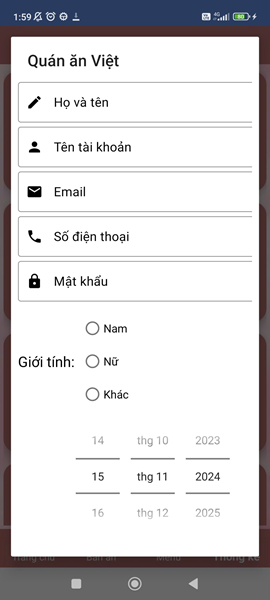 1:59
4G
80
Quán ăn Việt
Họ và tên
Tên tài khoản
Email
Số điện thoại
Mật khẩu
Nam
Giới tính:
Nữ
Khác
14 thg 10 2023
15 thg 11 2024
16 thg 12 2025
Trang chủ Bàn ăn Menu Thống kê